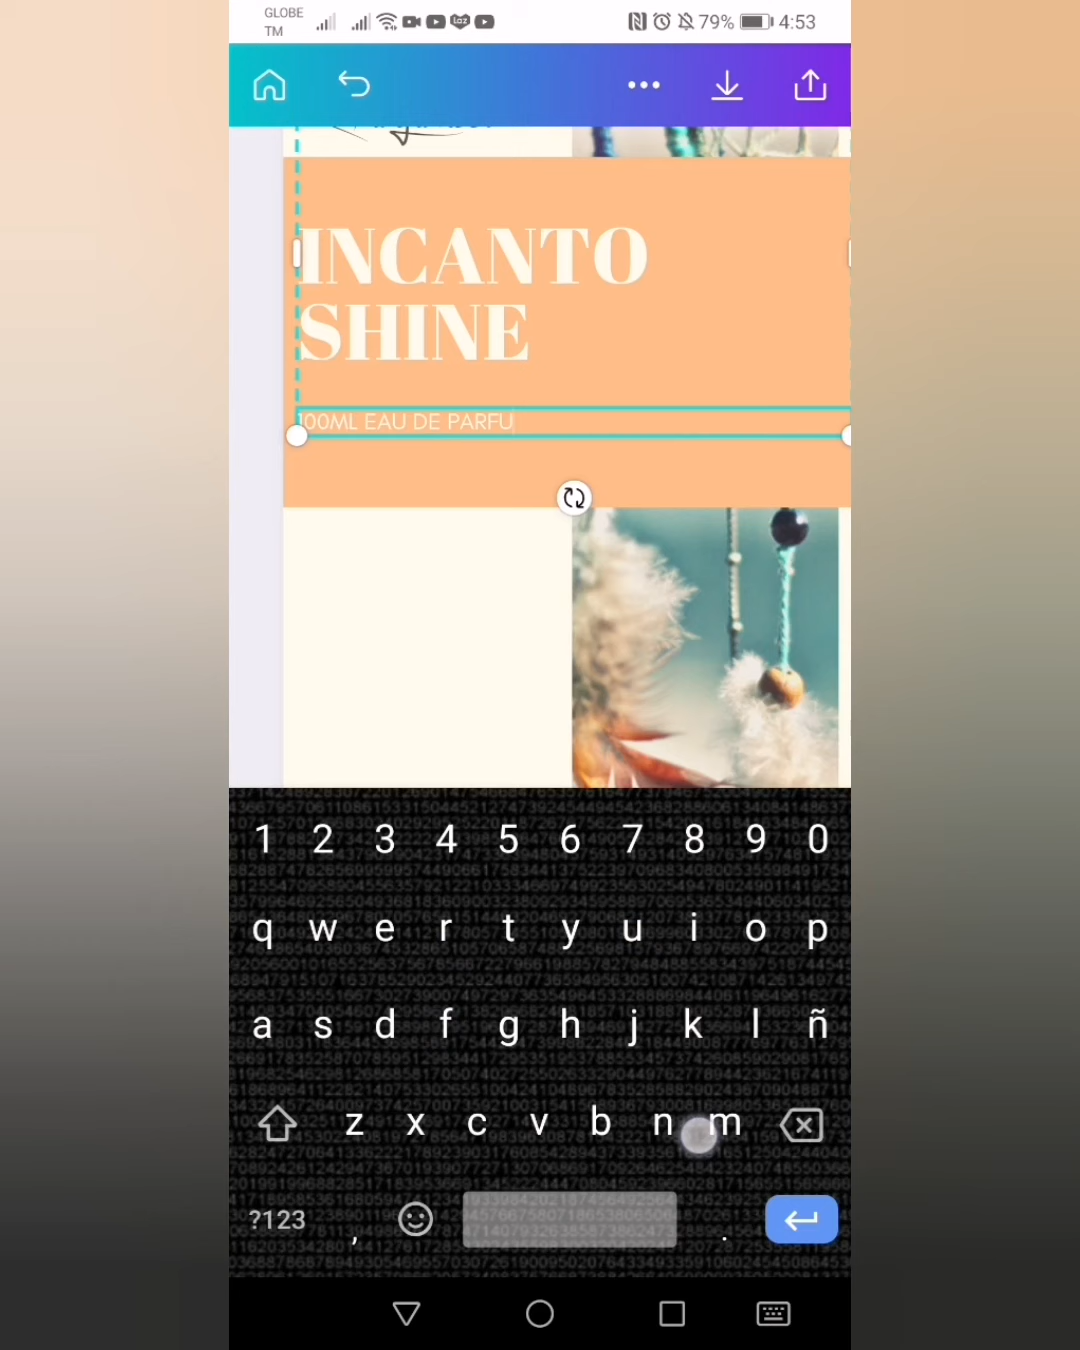 GLOBE
TM
79% 4:53
INCANTO
SHINE
100ML EAU DE PARFU
1 2 3 4 5 6 7 8 9 0
q w e r t y u i o p
a s d f g h j k l ñ
z x c v b n m
?123 , .